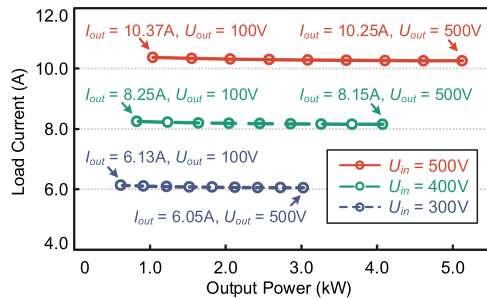 12.0
I_out = 10.37A, U_out = 100V
10.25A, U_out = 500V
10.0
I_out = 8.25A, U_out = 100V
8.15A, U_out = 500V
8.0
I_out = 6.13A, U_out = 100V
U_in = 500V
6.0
U_in = 400V
I_out = 6.05A, U_out = 500V
U_in = 300V
4.0
Load Current (A)
0 1.0 2.0 3.0 4.0 5.0
Output Power (kW)